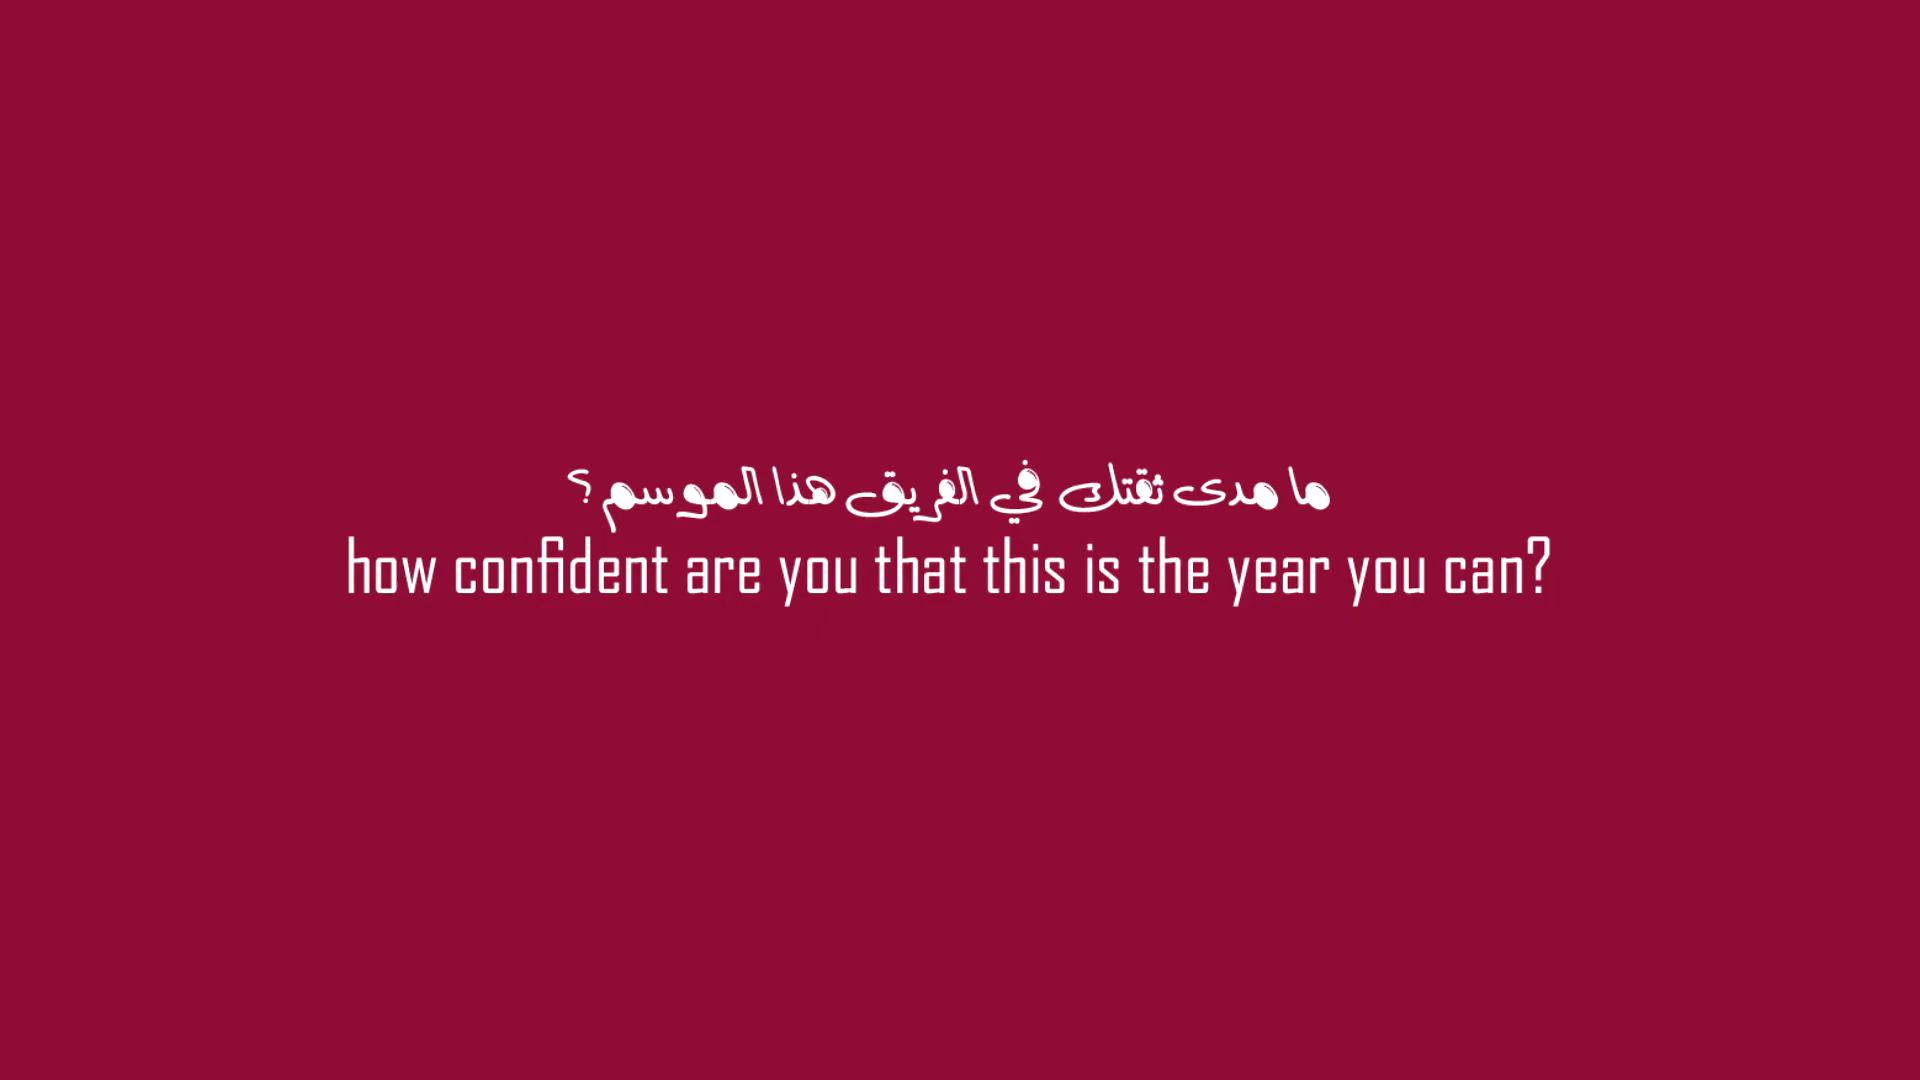 ما مدى ثقتك في الفريق هذا الموسم؟
how confident are you that this is the year you can?